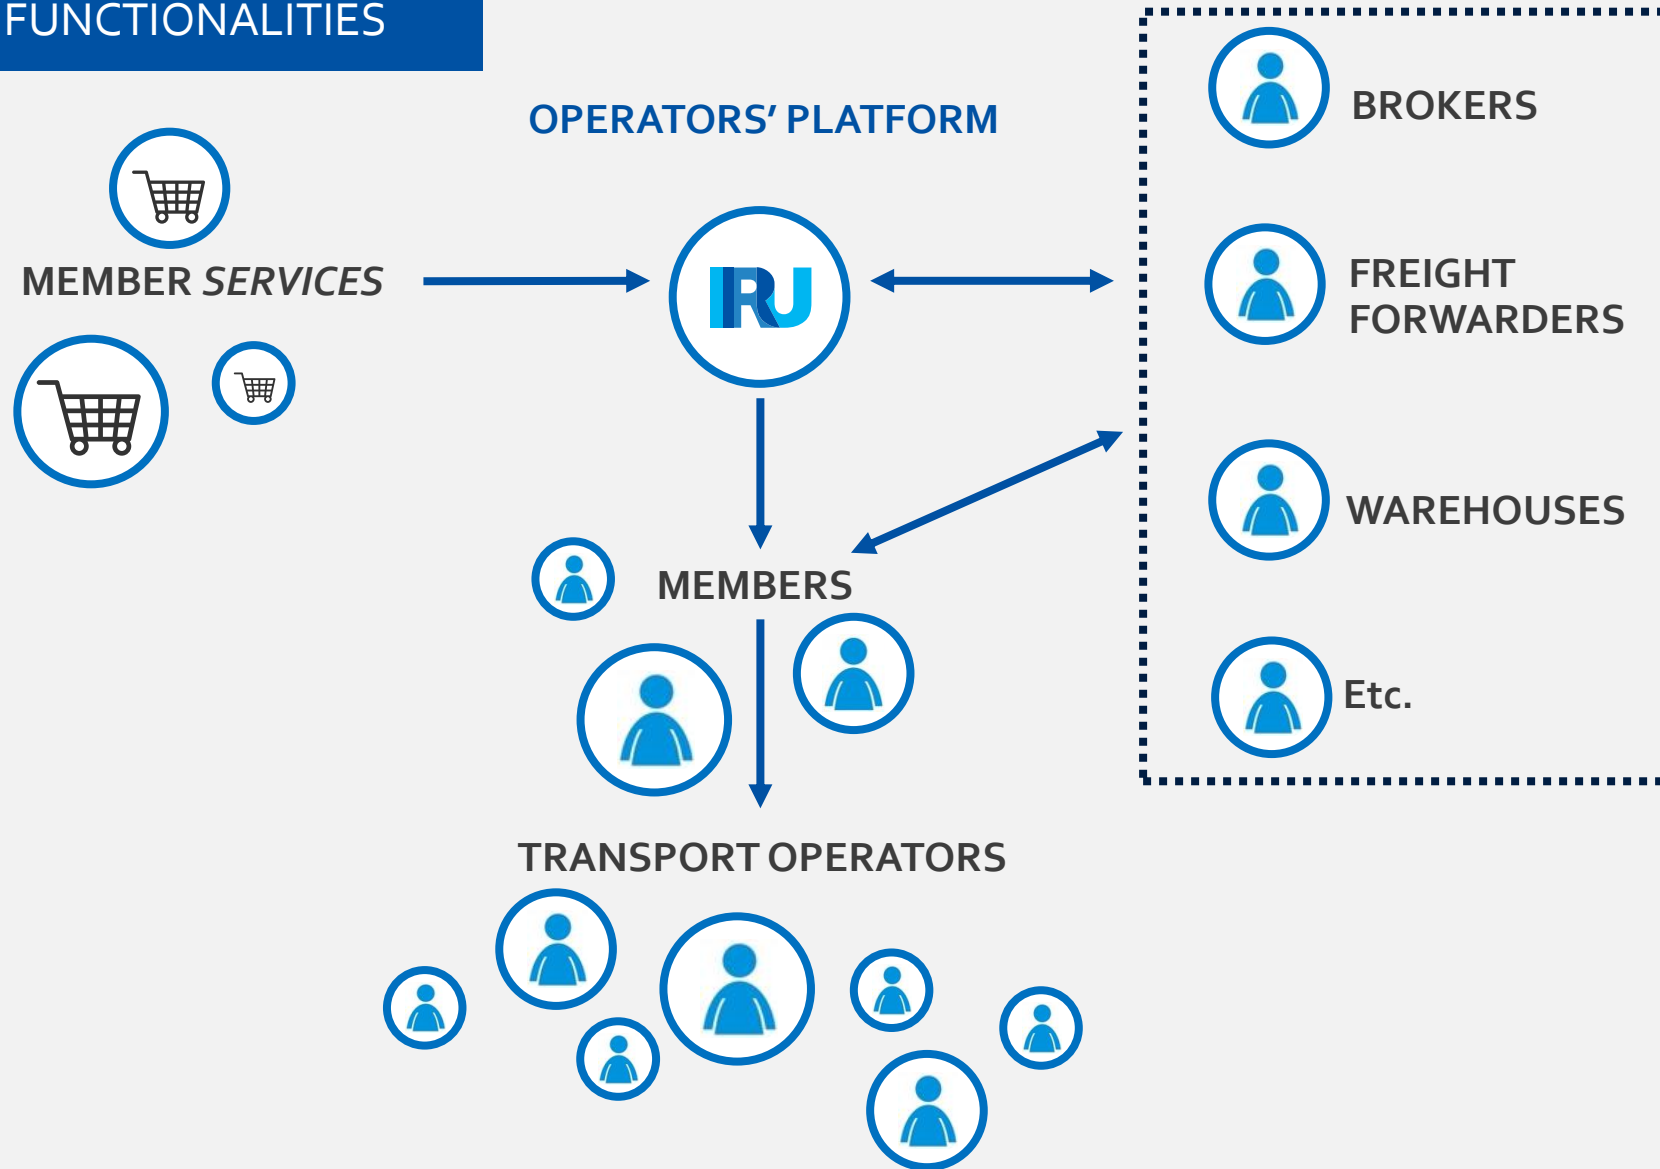 FUNCTIONALITIES
OPERATORS’ PLATFORM
MEMBER SERVICES
IRU
MEMBERS
TRANSPORT OPERATORS
BROKERS
FREIGHT
FORWARDERS
WAREHOUSES
Etc.